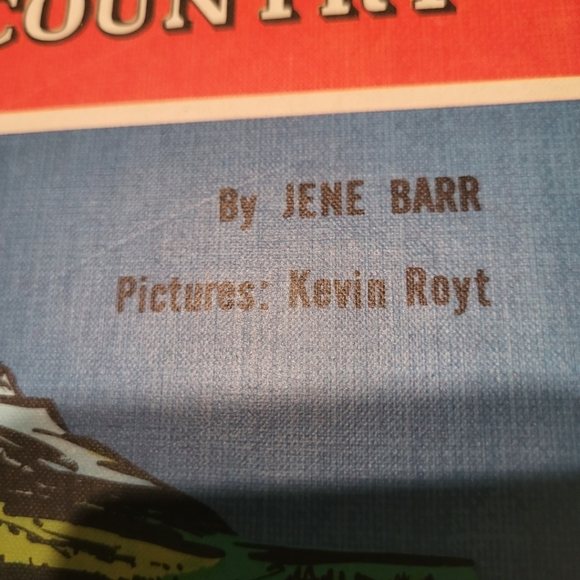 COUNTRY
By JENE BARR
Pictures: Kevin Royt